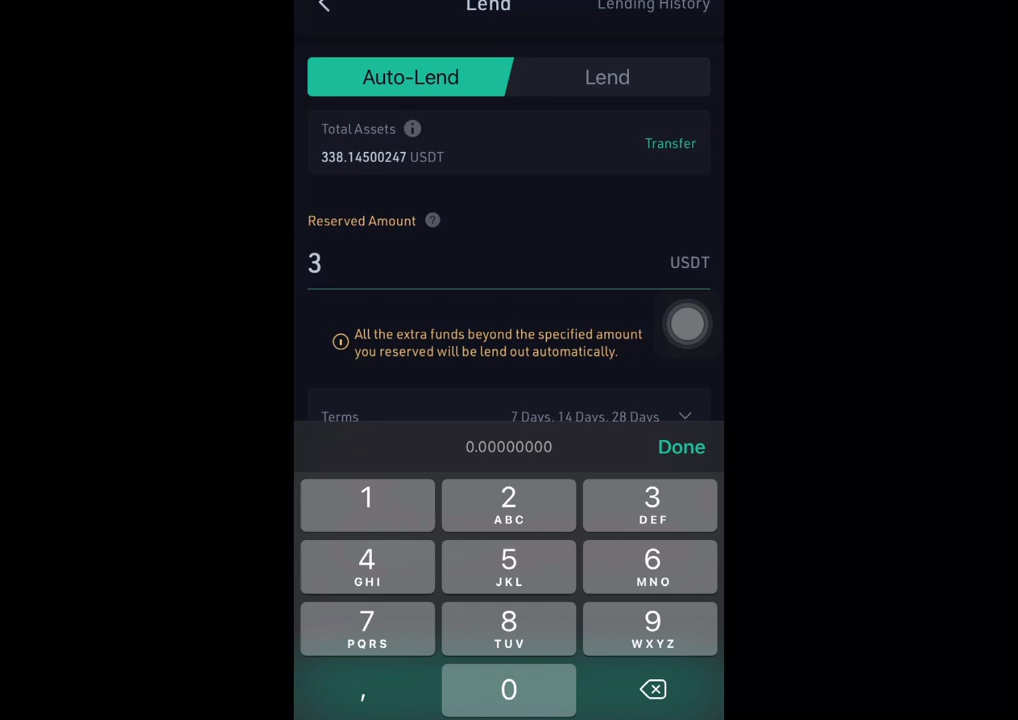 Lend
Lending History
Auto-Lend
Lend
Total Assets
338.14500247 USDT
Transfer
Reserved Amount ?
3
USDT
All the extra funds beyond the specified amount
you reserved will be lend out automatically.
Terms
7 Days, 14 Days, 28 Days
0.00000000
Done
1
2
ABC
3
DEF
4
GHI
5
JKL
6
MNO
7
PQRS
8
TUV
9
WXYZ
,
0